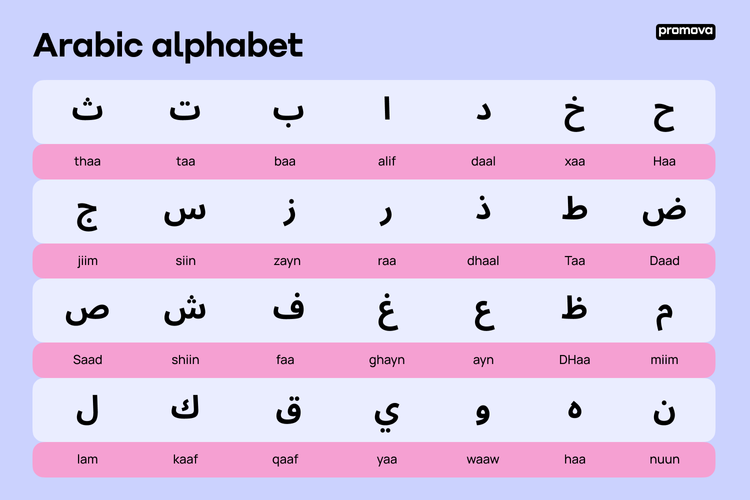 Arabic alphabet
promova
ث ت ب ا د خ ح
thaa taa baa alif daal xaa Haa
ج س ز ر ذ ط ض
jiim siin zayn raa dhaal Taa Daad
ص ش ف غ ع ظ م
Saad shiin faa ghayn ayn DHaa miim
ل ك ق ي و ه ن
lam kaaf qaaf yaa waaw haa nuun